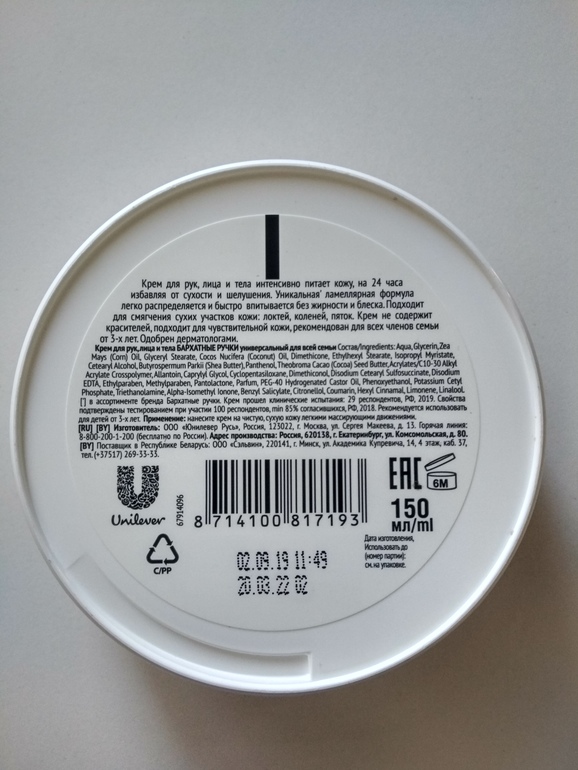 Крем для рук, лица и тела интенсивно питает кожу, на 24 часа
избавляя от сухости и шелушения. Уникальная* ламеллярная формула
легко распределяется и быстро впитывается без жирности и блеска. Подходит
для смягчения сухих участков кожи: локтей, коленей, пяток. Крем не содержит
красителей, подходит для чувствительной кожи, рекомендован для всех членов семьи
от 3-х лет. Одобрен дерматологами.
Крем для рук, лица и тела БАРХАТНЫЕ РУЧКИ универсальный для всей семьи Состав/Ingredients: Aqua, Glycerin, Zea
Mays (Corn) Oil, Glyceryl Stearate, Cocos Nucifera (Coconut) Oil, Dimethicone, Ethylhexyl Stearate, Isopropyl Myristate,
Cetearyl Alcohol, Butyrospermum Parkii (Shea Butter), Panthenol, Theobroma Cacao (Cocoa) Seed Butter, Acrylates/C10-30 Alkyl
Acrylate Crosspolymer, Allantoin, Caprylyl Glycol, Cyclopentasiloxane, Dimethiconol, Disodium Cetearyl Sulfosuccinate, Disodium
EDTA, Ethylparaben, Methylparaben, Pantolactone, Parfum, PEG-40 Hydrogenated Castor Oil, Phenoxyethanol, Potassium Cetyl
Phosphate, Triethanolamine, Alpha-Isomethyl Ionone, Benzyl Salicylate, Citronellol, Coumarin, Hexyl Cinnamal, Limonene, Linalool.
[*] в ассортименте бренда Бархатные ручки. Крем прошел клинические испытания: 29 респондентов, РФ, 2019. Свойства
подтверждены тестированием при участии 100 респондентов, min 85% согласившихся, РФ, 2018. Рекомендуется использовать
для детей от 3-х лет. Применение: нанесите крем на чистую, сухую кожу легкими массирующими движениями.
[RU] [BY] Изготовитель: ООО «Юнилевер Русь», Россия, 123022, г. Москва, ул. Сергея Макеева, д. 13. Горячая линия:
8-800-200-1-200 (бесплатно по России). Адрес производства: Россия, 620138, г. Екатеринбург, ул. Комсомольская, д. 80.
[BY] Поставщик в Республике Беларусь: ООО «Сэльвин», 220141, г. Минск, ул. Академика Купревича, 14, 4 этаж, каб. 37,
тел. (+37517) 269-33-33.
Unilever
67914096
8 714100 817193
EAC
6M
150
МЛ/ml
C/PP
02.09.19 11:49
20.03.22 02
Дата изготовления,
Использовать до
(номер партии):
см. на упаковке.